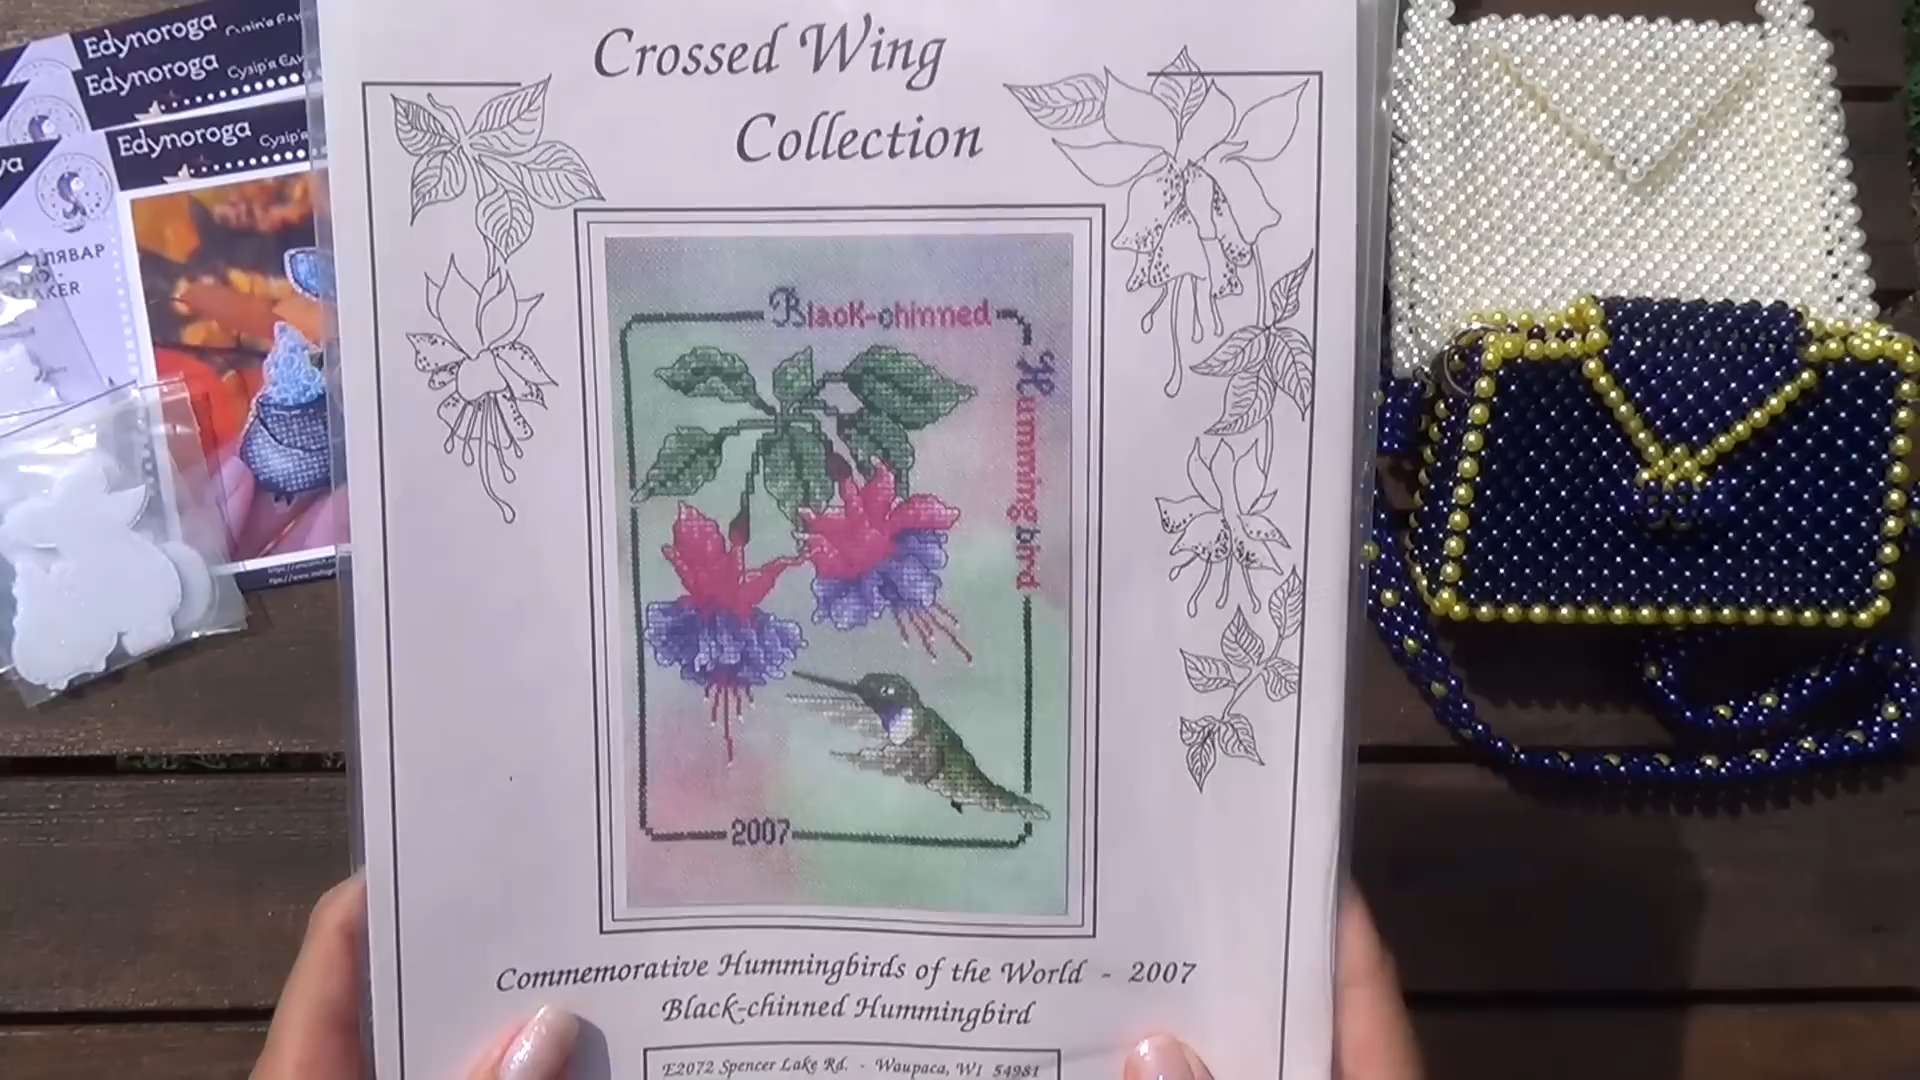 Edynoroga
Edynoroga
Edynoroga
ЛЯВАР
Crossed Wing
Collection
Black-chinned
Hummingbird
2007
Commemorative Hummingbirds of the World - 2007
Black-chinned Hummingbird
E2072 Spencer Lake Rd. - Waupaca, WI 54981